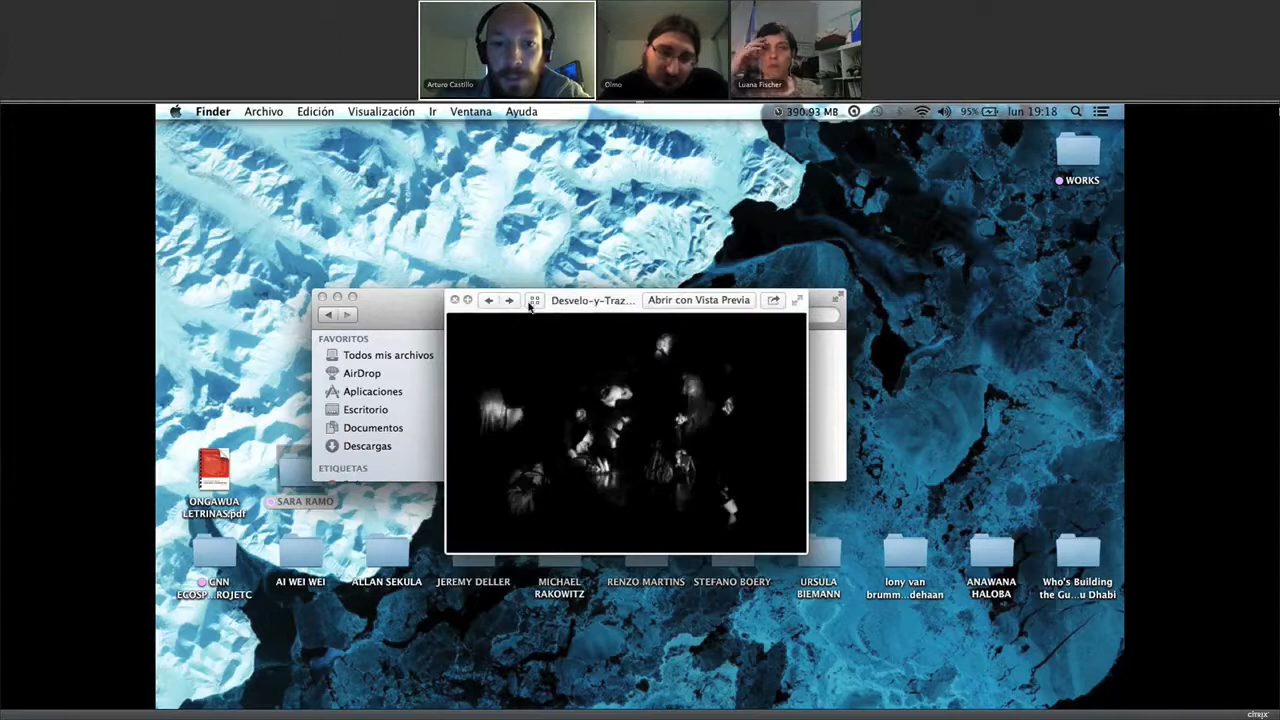 Arturo Castillo
Olmo
Luana Fischer
Finder Archivo Edición Visualización Ir Ventana Ayuda
390.93 MB 95% lun 19:18
WORKS
Desvelo-y-Traz... Abrir con Vista Previa
FAVORITOS
Todos mis archivos
AirDrop
Aplicaciones
Escritorio
Documentos
Descargas
ETIQUETAS
ONGAWUA
LETRINAS.pdf
SARA RAMO
CNN
ECOSP...ROJETC
AI WEI WEI
ALLAN SEKULA
JEREMY DELLER
MICHAEL
RAKOWITZ
RENZO MARTINS
STEFANO BOERY
URSULA
BIEMANN
lony van
brumm...dehaan
ANAWANA
HALOBA
Who's Building
the Gu...u Dhabi
CITRIX